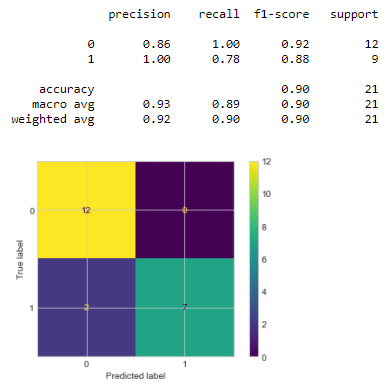 precision recall f1-score support
0 0.86 1.00 0.92 12
1 1.00 0.78 0.88 9
accuracy 0.90 21
macro avg 0.93 0.89 0.90 21
weighted avg 0.92 0.90 0.90 21
12
10
8
6
4
2
0
True label
0
1
12 0
2 7
0 1
Predicted label